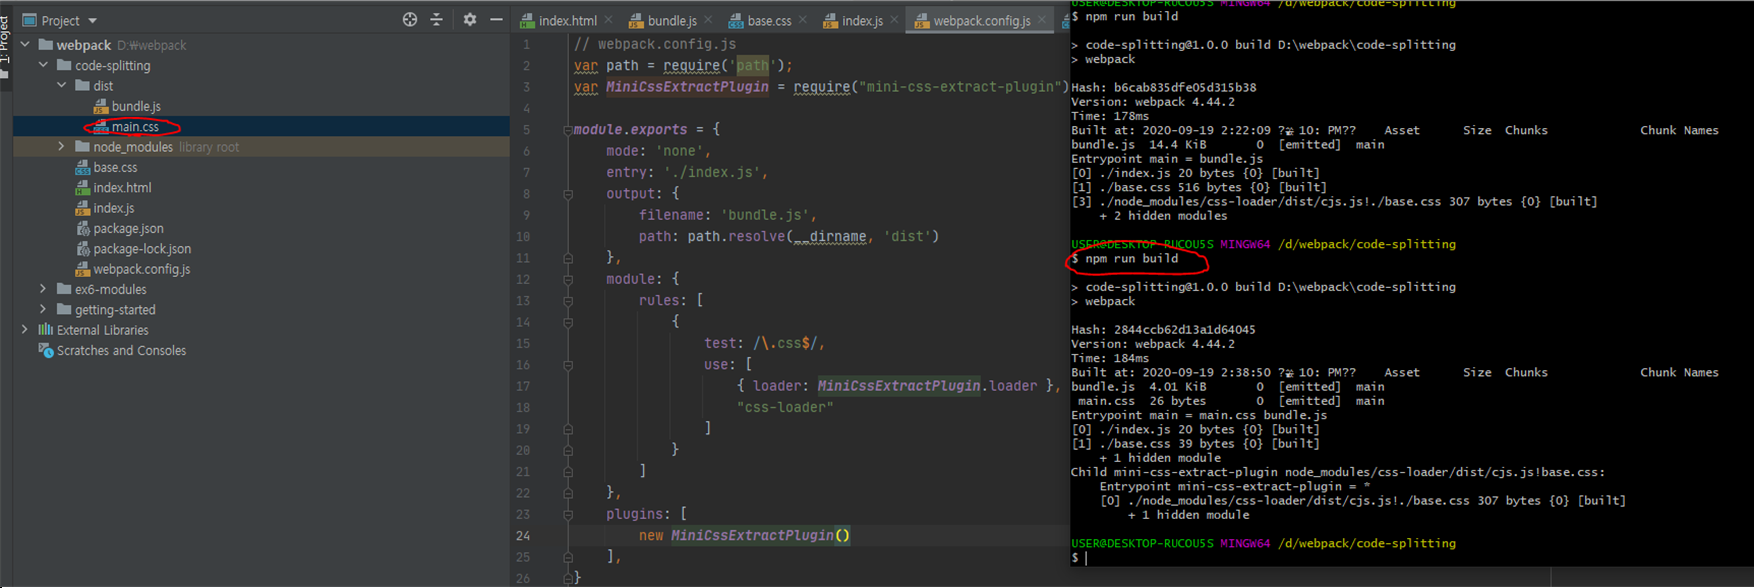 1: Project
Project
webpack D:\webpack
code-splitting
dist
bundle.js
main.css
node_modules library root
base.css
index.html
index.js
package.json
package-lock.json
webpack.config.js
ex6-modules
getting-started
External Libraries
Scratches and Consoles
index.html
bundle.js
base.css
index.js
webpack.config.js
1 // webpack.config.js
2 var path = require('path');
3 var MiniCssExtractPlugin = require("mini-css-extract-plugin")
4
5 module.exports = {
6 mode: 'none',
7 entry: './index.js',
8 output: {
9 filename: 'bundle.js',
10 path: path.resolve(__dirname, 'dist')
11 },
12 module: {
13 rules: [
14 {
15 test: /\.css$/,
16 use: [
17 { loader: MiniCssExtractPlugin.loader },
18 "css-loader"
19 ]
20 }
21 ]
22 },
23 plugins: [
24 new MiniCssExtractPlugin()
25 ],
26 }
USER@DESKTOP-RUCOU5S MINGW64 /d/webpack/code-splitting
$ npm run build
> code-splitting@1.0.0 build D:\webpack\code-splitting
> webpack
Hash: b6cab835dfe05d315b38
Version: webpack 4.44.2
Time: 178ms
Built at: 2020-09-19 2:22:09 10: PM?? Asset Size Chunks Chunk Names
bundle.js 14.4 KiB 0 [emitted] main
Entrypoint main = bundle.js
[0] ./index.js 20 bytes {0} [built]
[1] ./base.css 516 bytes {0} [built]
[3] ./node_modules/css-loader/dist/cjs.js!./base.css 307 bytes {0} [built]
+ 2 hidden modules
USER@DESKTOP-RUCOU5S MINGW64 /d/webpack/code-splitting
$ npm run build
> code-splitting@1.0.0 build D:\webpack\code-splitting
> webpack
Hash: 2844ccb62d13a1d64045
Version: webpack 4.44.2
Time: 184ms
Built at: 2020-09-19 2:38:50 10: PM?? Asset Size Chunks Chunk Names
bundle.js 4.01 KiB 0 [emitted] main
main.css 26 bytes 0 [emitted] main
Entrypoint main = main.css bundle.js
[0] ./index.js 20 bytes {0} [built]
[1] ./base.css 39 bytes {0} [built]
+ 1 hidden module
Child mini-css-extract-plugin node_modules/css-loader/dist/cjs.js!base.css:
Entrypoint mini-css-extract-plugin = *
[0] ./node_modules/css-loader/dist/cjs.js!./base.css 307 bytes {0} [built]
+ 1 hidden module
USER@DESKTOP-RUCOU5S MINGW64 /d/webpack/code-splitting
$